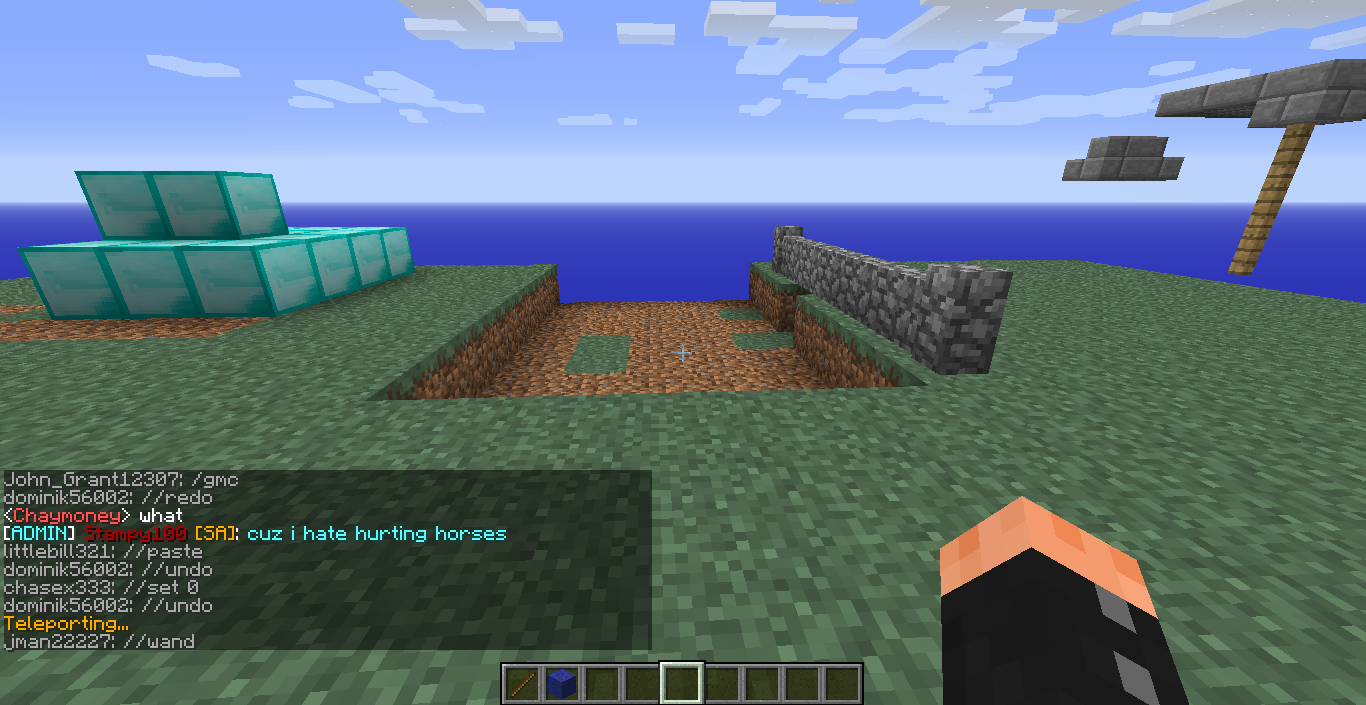 John_Grant12307: /gmc
dominik56002: //redo
<Chaymoney> what
[ADMIN] Stampy100 [SA]: cuz i hate hurting horses
littlebill321: //paste
dominik56002: //undo
chasex333: //set 0
dominik56002: //undo
Teleporting...
jman22227: //wand